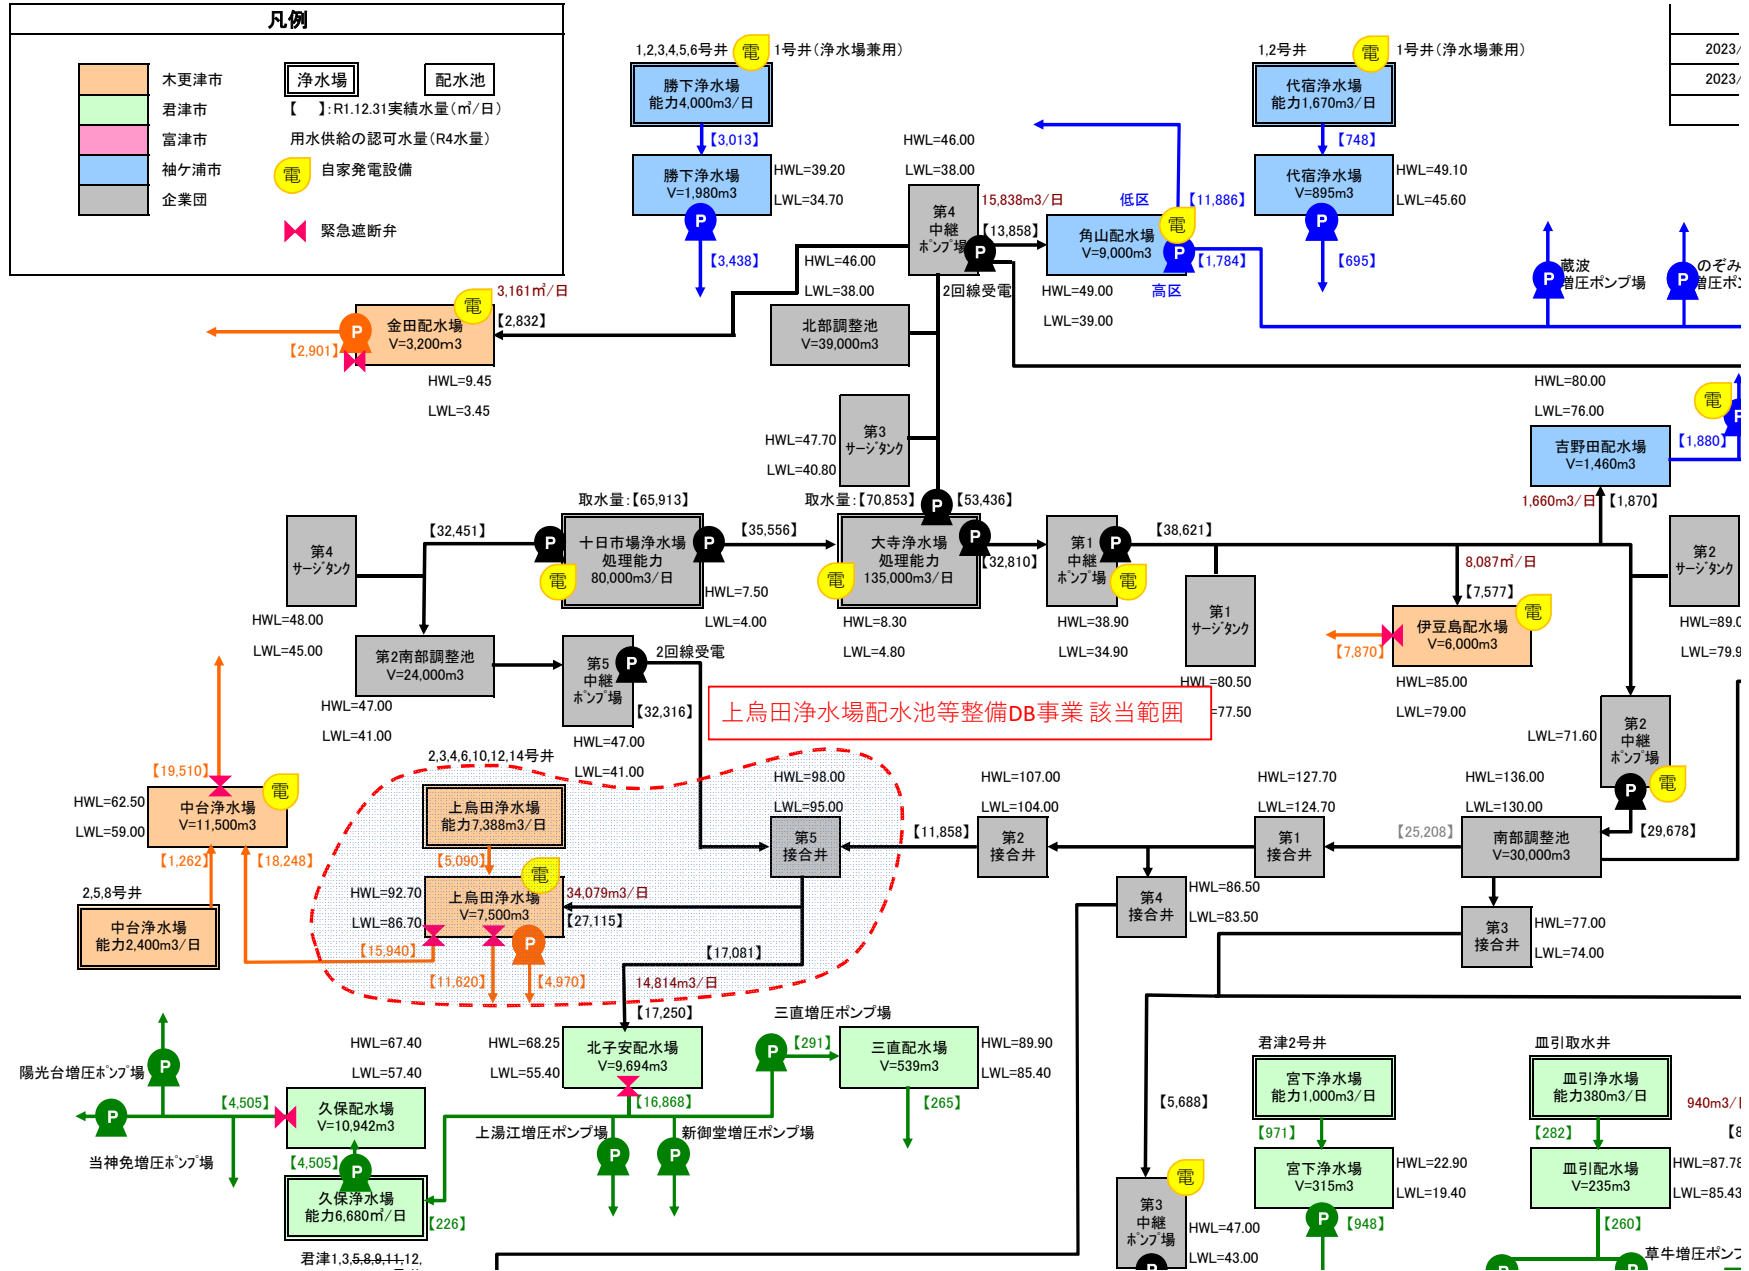 凡例
木更津市
君津市
富津市
袖ケ浦市
企業団
浄水場
配水池
【　】:R1.12.31実績水量(㎥/日)
用水供給の認可水量(R4水量)
電
自家発電設備
緊急遮断弁
1,2,3,4,5,6号井
電
1号井(浄水場兼用)
勝下浄水場
能力4,000m3/日
【3,013】
勝下浄水場
V=1,980m3
HWL=39.20
LWL=34.70
P
【3,438】
1,2号井
電
1号井(浄水場兼用)
代宿浄水場
能力1,670m3/日
【748】
代宿浄水場
V=895m3
HWL=49.10
LWL=45.60
P
【695】
2023/
2023/
HWL=46.00
LWL=38.00
第4
中継
ポンプ場
P
2回線受電
15,838m3/日
【13,858】
低区
【11,886】
電
角山配水場
V=9,000m3
P
【1,784】
高区
HWL=49.00
LWL=39.00
P
蔵波
増圧ポンプ場
P
のぞみ
増圧ポン
HWL=46.00
LWL=38.00
北部調整池
V=39,000m3
3,161㎥/日
電
【2,832】
金田配水場
V=3,200m3
P
【2,901】
HWL=9.45
LWL=3.45
第3
サージタンク
HWL=47.70
LWL=40.80
HWL=80.00
LWL=76.00
電
P
吉野田配水場
V=1,460m3
【1,880】
1,660m3/日
【1,870】
取水量:【65,913】
【32,451】
P
十日市場浄水場
処理能力
80,000m3/日
P
電
【35,556】
HWL=7.50
LWL=4.00
取水量:【70,853】
P
【53,436】
大寺浄水場
処理能力
135,000m3/日
P
電
【32,810】
HWL=8.30
LWL=4.80
第1
中継
ポンプ場
P
電
【38,621】
HWL=38.90
LWL=34.90
第1
サージタンク
HWL=80.50
=77.50
8,087㎥/日
【7,577】
電
伊豆島配水場
V=6,000m3
【7,870】
HWL=85.00
LWL=79.00
第2
サージタンク
HWL=89.0
LWL=79.9
第4
サージタンク
HWL=48.00
LWL=45.00
第2南部調整池
V=24,000m3
HWL=47.00
LWL=41.00
第5
中継
ポンプ場
P
2回線受電
【32,316】
HWL=47.00
LWL=41.00
上烏田浄水場配水池等整備DB事業 該当範囲
LWL=71.60
第2
中継
ポンプ場
P
電
【29,678】
【19,510】
電
HWL=62.50
LWL=59.00
中台浄水場
V=11,500m3
【1,262】
【18,248】
2,5,8号井
中台浄水場
能力2,400m3/日
2,3,4,6,10,12,14号井
上烏田浄水場
能力7,388m3/日
【5,090】
電
HWL=92.70
LWL=86.70
上烏田浄水場
V=7,500m3
34,079m3/日
【27,115】
【15,940】
P
【11,620】
【4,970】
HWL=98.00
LWL=95.00
第5
接合井
【17,081】
14,814m3/日
【17,250】
【11,858】
HWL=107.00
LWL=104.00
第2
接合井
HWL=127.70
LWL=124.70
第1
接合井
【25,208】
HWL=136.00
LWL=130.00
南部調整池
V=30,000m3
第4
接合井
HWL=86.50
LWL=83.50
第3
接合井
HWL=77.00
LWL=74.00
陽光台増圧ポンプ場
P
P
当神免増圧ポンプ場
【4,505】
HWL=67.40
LWL=57.40
久保配水場
V=10,942m3
【4,505】
P
久保浄水場
能力6,680㎥/日
【226】
君津1,3,5,8,9,11,12,
HWL=68.25
LWL=55.40
北子安配水場
V=9,694m3
【16,868】
上湯江増圧ポンプ場
P
新御堂増圧ポンプ場
P
三直増圧ポンプ場
P
【291】
三直配水場
V=539m3
HWL=89.90
LWL=85.40
【265】
【5,688】
電
第3
中継
ポンプ場
P
HWL=47.00
LWL=43.00
君津2号井
宮下浄水場
能力1,000m3/日
【971】
宮下浄水場
V=315m3
HWL=22.90
LWL=19.40
P
【948】
皿引取水井
皿引浄水場
能力380m3/日
【282】
皿引配水場
V=235m3
HWL=87.78
LWL=85.43
【260】
940m3/日
【8
草牛増圧ポンプ
P
P